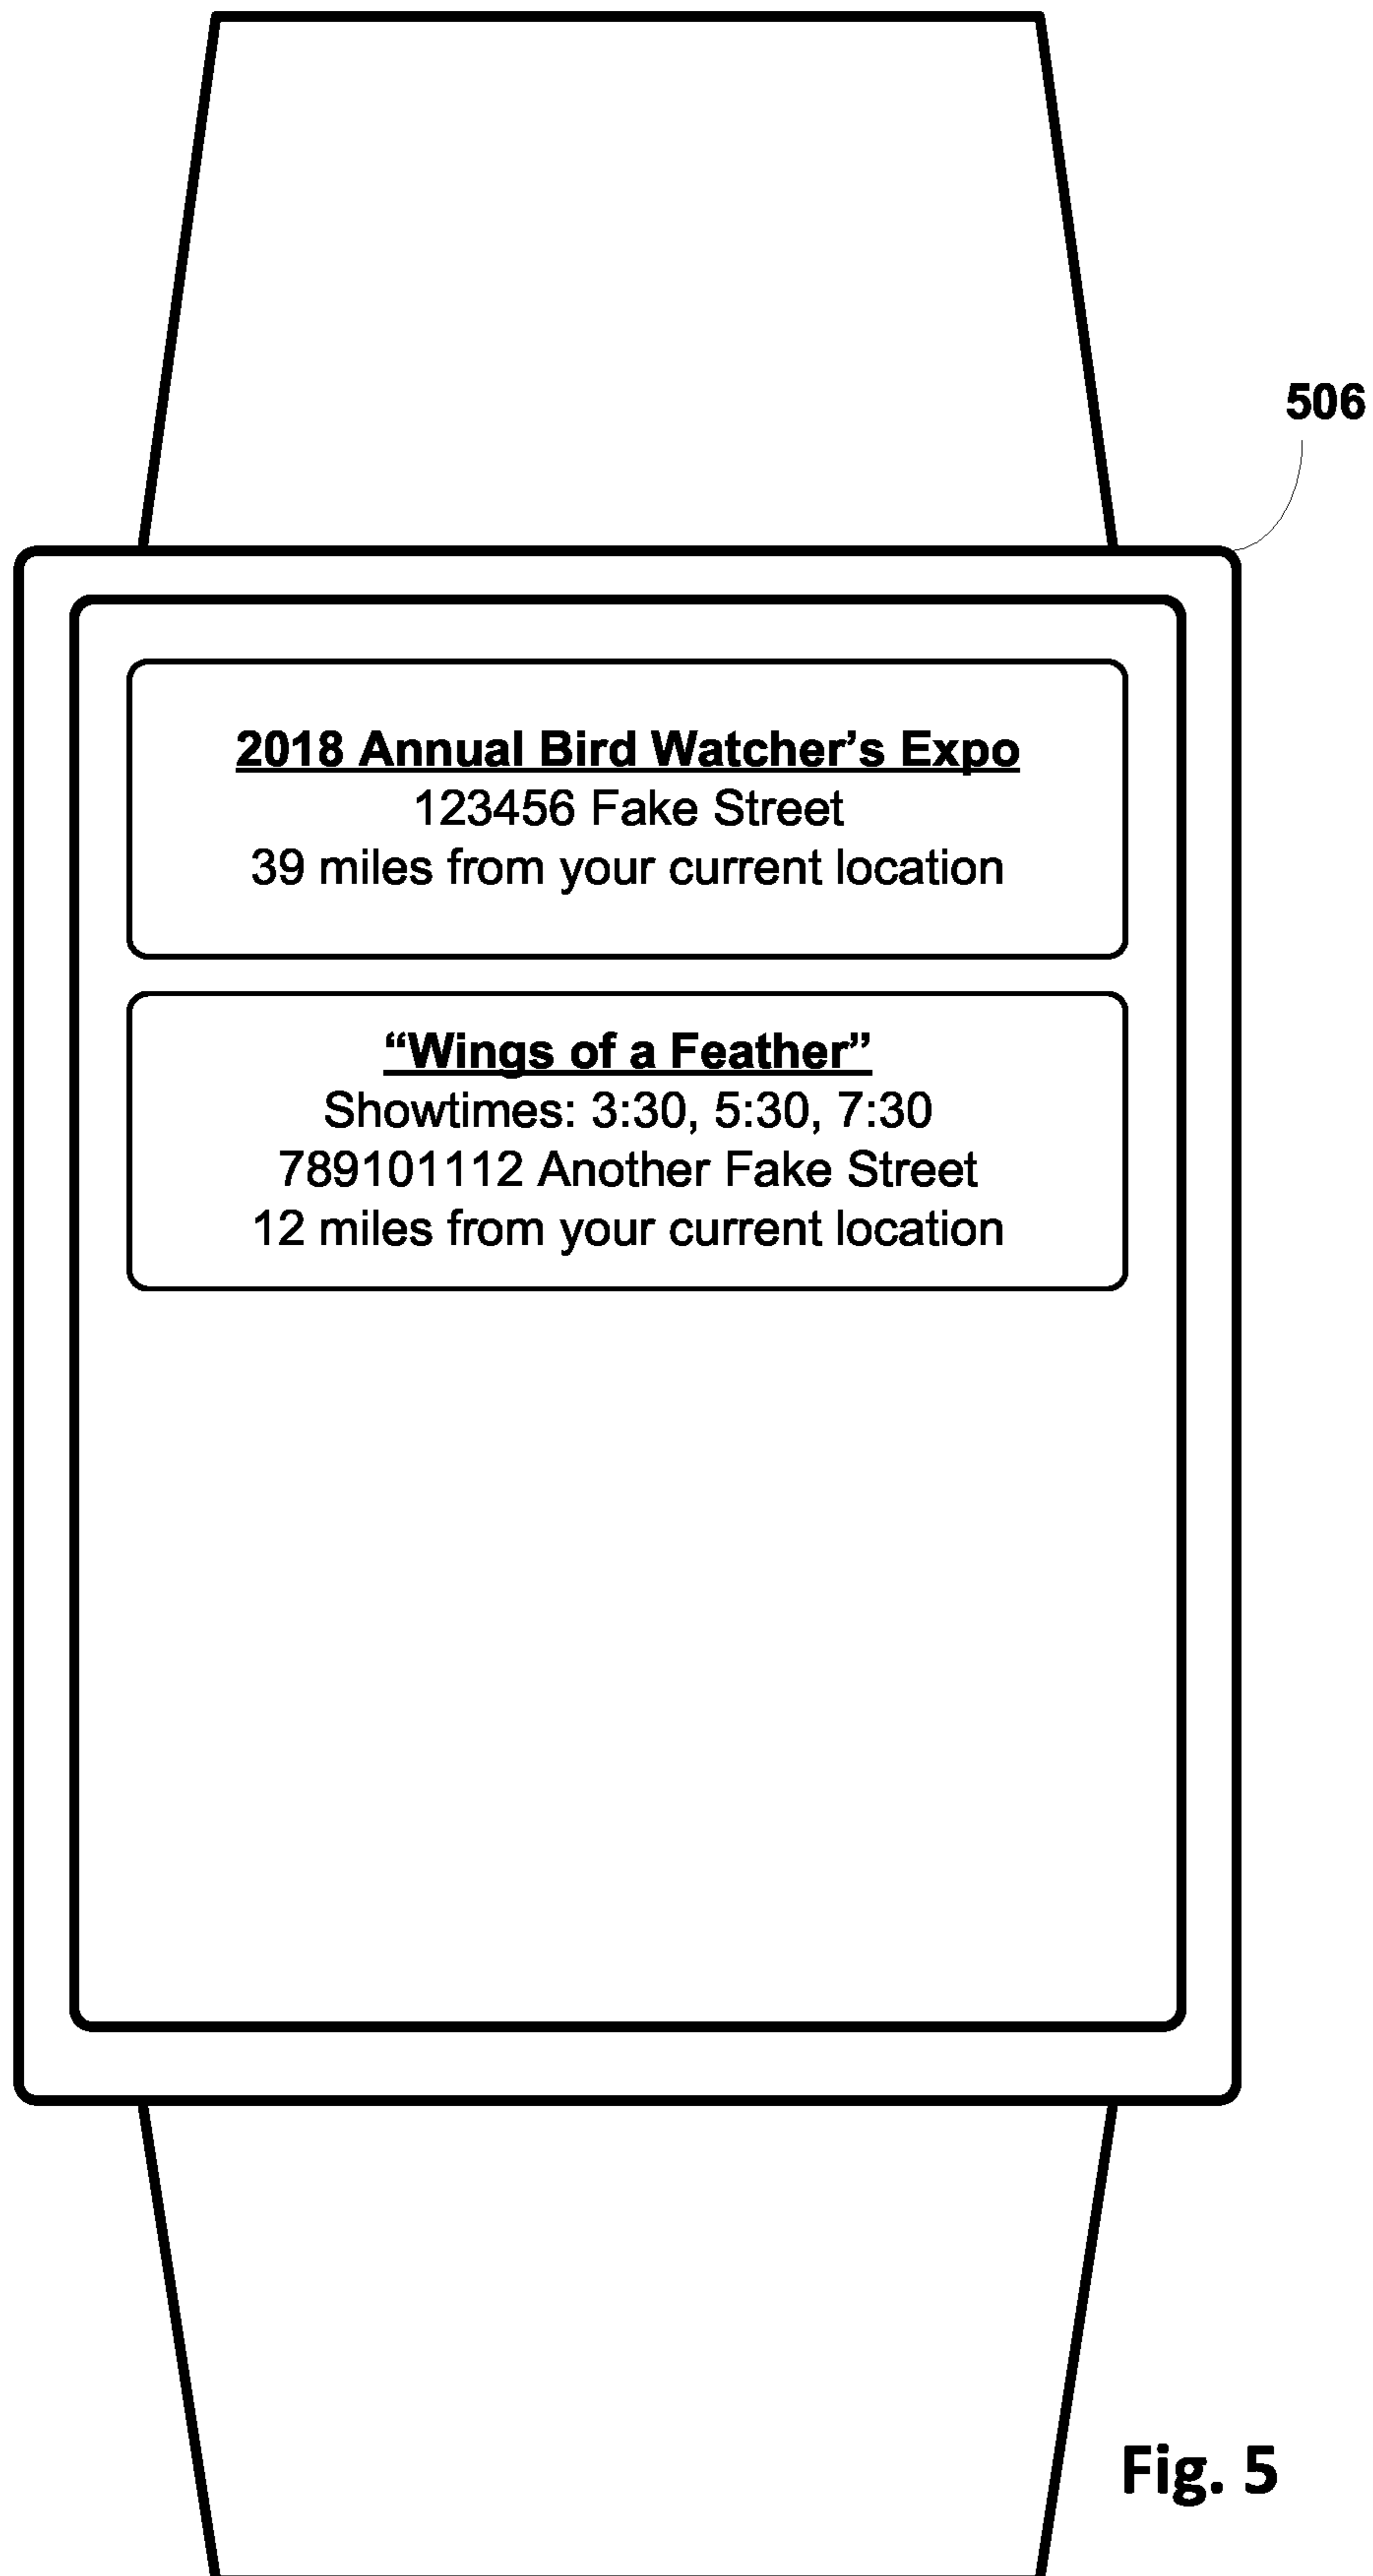 506
2018 Annual Bird Watcher’s Expo
123456 Fake Street
39 miles from your current location
“Wings of a Feather”
Showtimes: 3:30, 5:30, 7:30
789101112 Another Fake Street
12 miles from your current location
Fig. 5